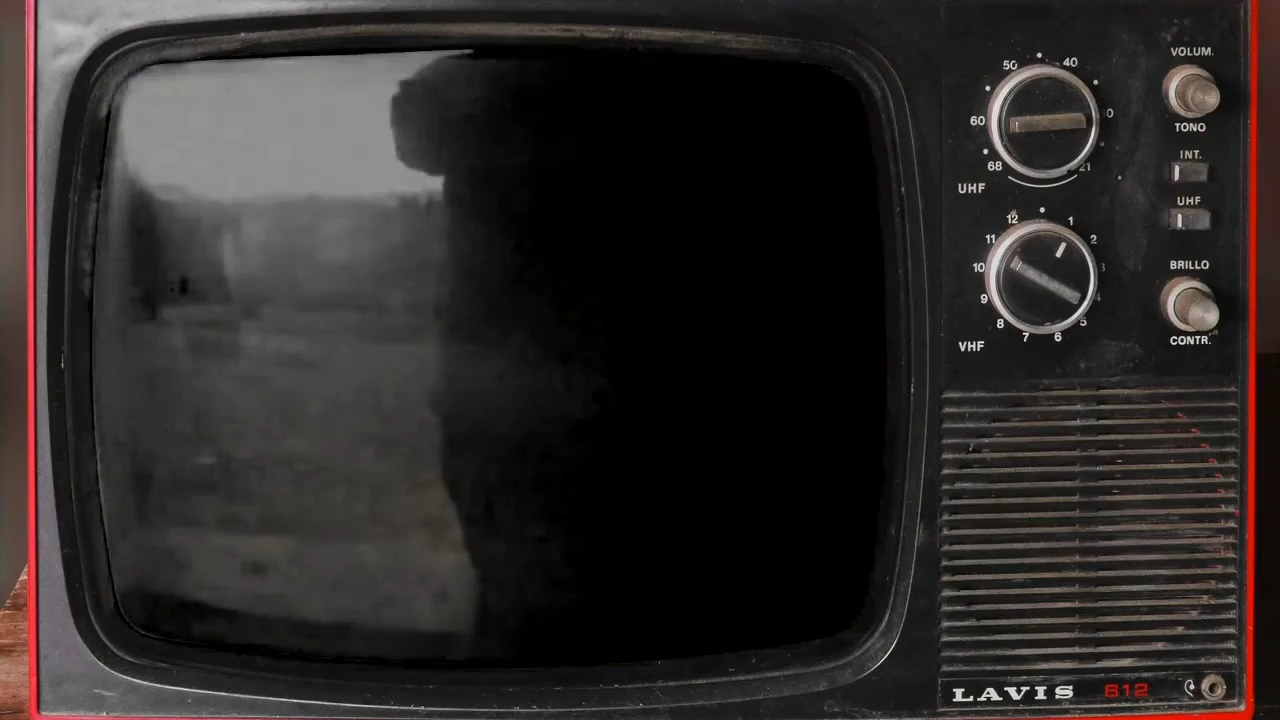 VOLUM.
50 40
60 0
68 21
UHF
TONO
INT.
UHF
12 1
11 2
10 3
9 4
8 5
7 6
VHF
BRILLO
CONTR.
LAVIS 612